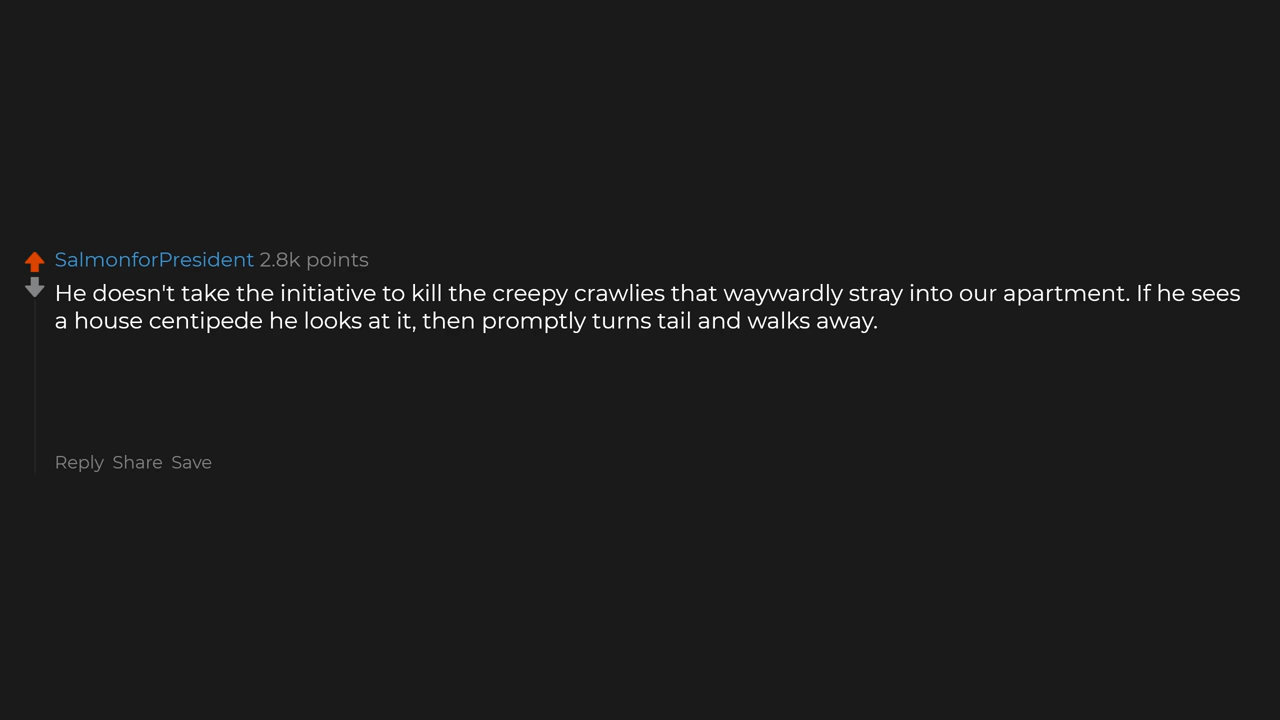 SalmonforPresident 2.8k points
He doesn't take the initiative to kill the creepy crawlies that waywardly stray into our apartment. If he sees
a house centipede he looks at it, then promptly turns tail and walks away.
Reply Share Save